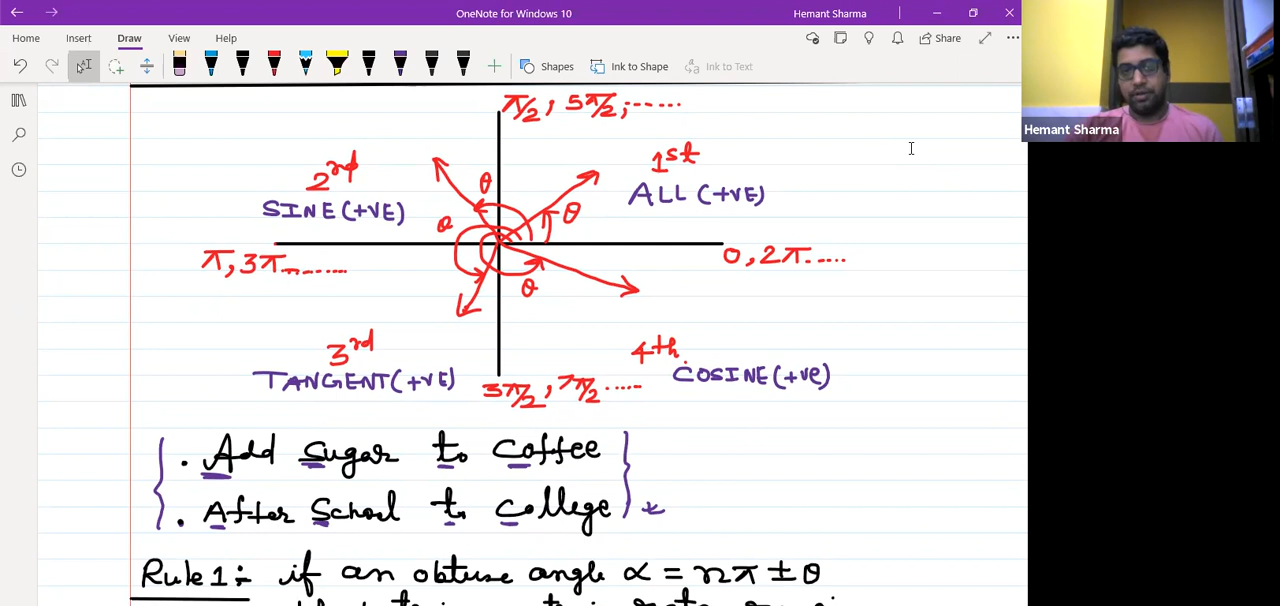 OneNote for Windows 10
Hemant Sharma
Home Insert Draw View Help
Share
Shapes Ink to Shape Ink to Text
Hemant Sharma
π/2, 5π/2, ......
2rd
1st
SINE (+VE)
ALL (+VE)
θ
θ
θ
π, 3π.........
0, 2π.....
θ
3rd
4th
TANGENT (+VE)
COSINE (+ve)
3π/2, 7π/2 ......
. Add Sugar to Coffee
. After School to College
Rule 1:- if an obtuse angle α = nπ ± θ